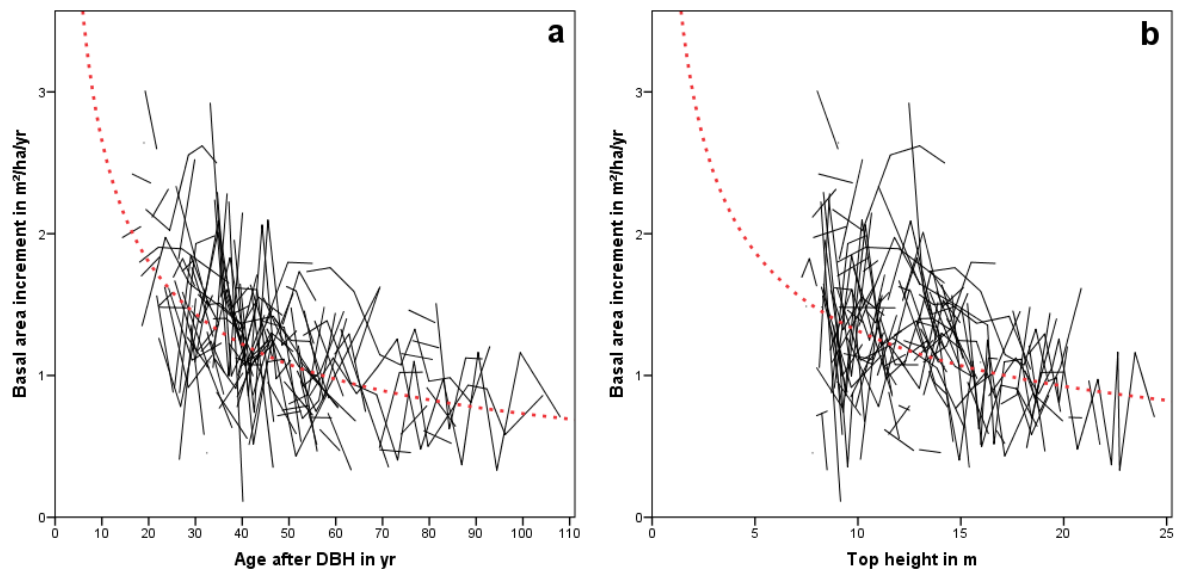 a
Basal area increment in m²/ha/yr
3
2
1
0
0 10 20 30 40 50 60 70 80 90 100 110
Age after DBH in yr
b
Basal area increment in m²/ha/yr
3
2
1
0
0 5 10 15 20 25
Top height in m